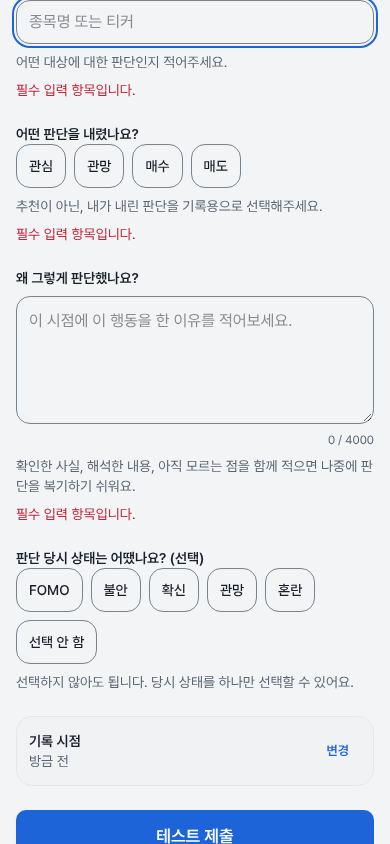 종목명 또는 티커
어떤 대상에 대한 판단인지 적어주세요.
필수 입력 항목입니다.
어떤 판단을 내렸나요?
관심
관망
매수
매도
추천이 아닌, 내가 내린 판단을 기록용으로 선택해주세요.
필수 입력 항목입니다.
왜 그렇게 판단했나요?
이 시점에 이 행동을 한 이유를 적어보세요.
0 / 4000
확인한 사실, 해석한 내용, 아직 모르는 점을 함께 적으면 나중에 판
단을 복기하기 쉬워요.
필수 입력 항목입니다.
판단 당시 상태는 어땠나요? (선택)
FOMO
불안
확신
관망
혼란
선택 안 함
선택하지 않아도 됩니다. 당시 상태를 하나만 선택할 수 있어요.
기록 시점
방금 전
변경
테스트 제출